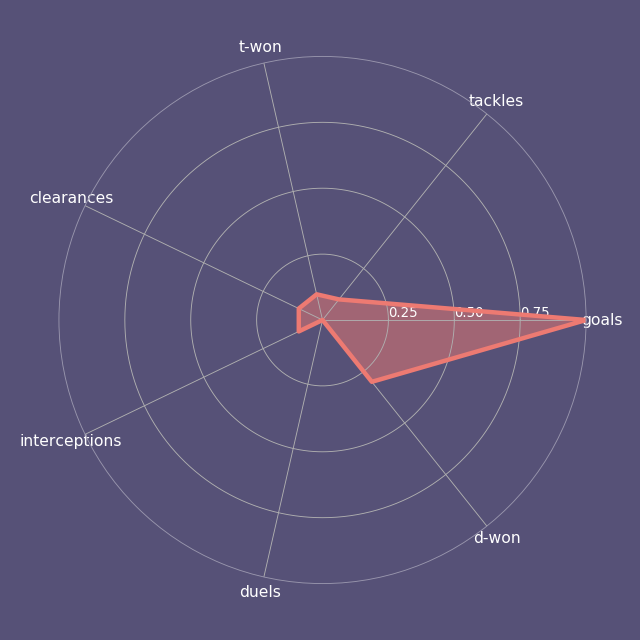 t-won
tackles
clearances
0.25 0.50 0.75
goals
interceptions
d-won
duels